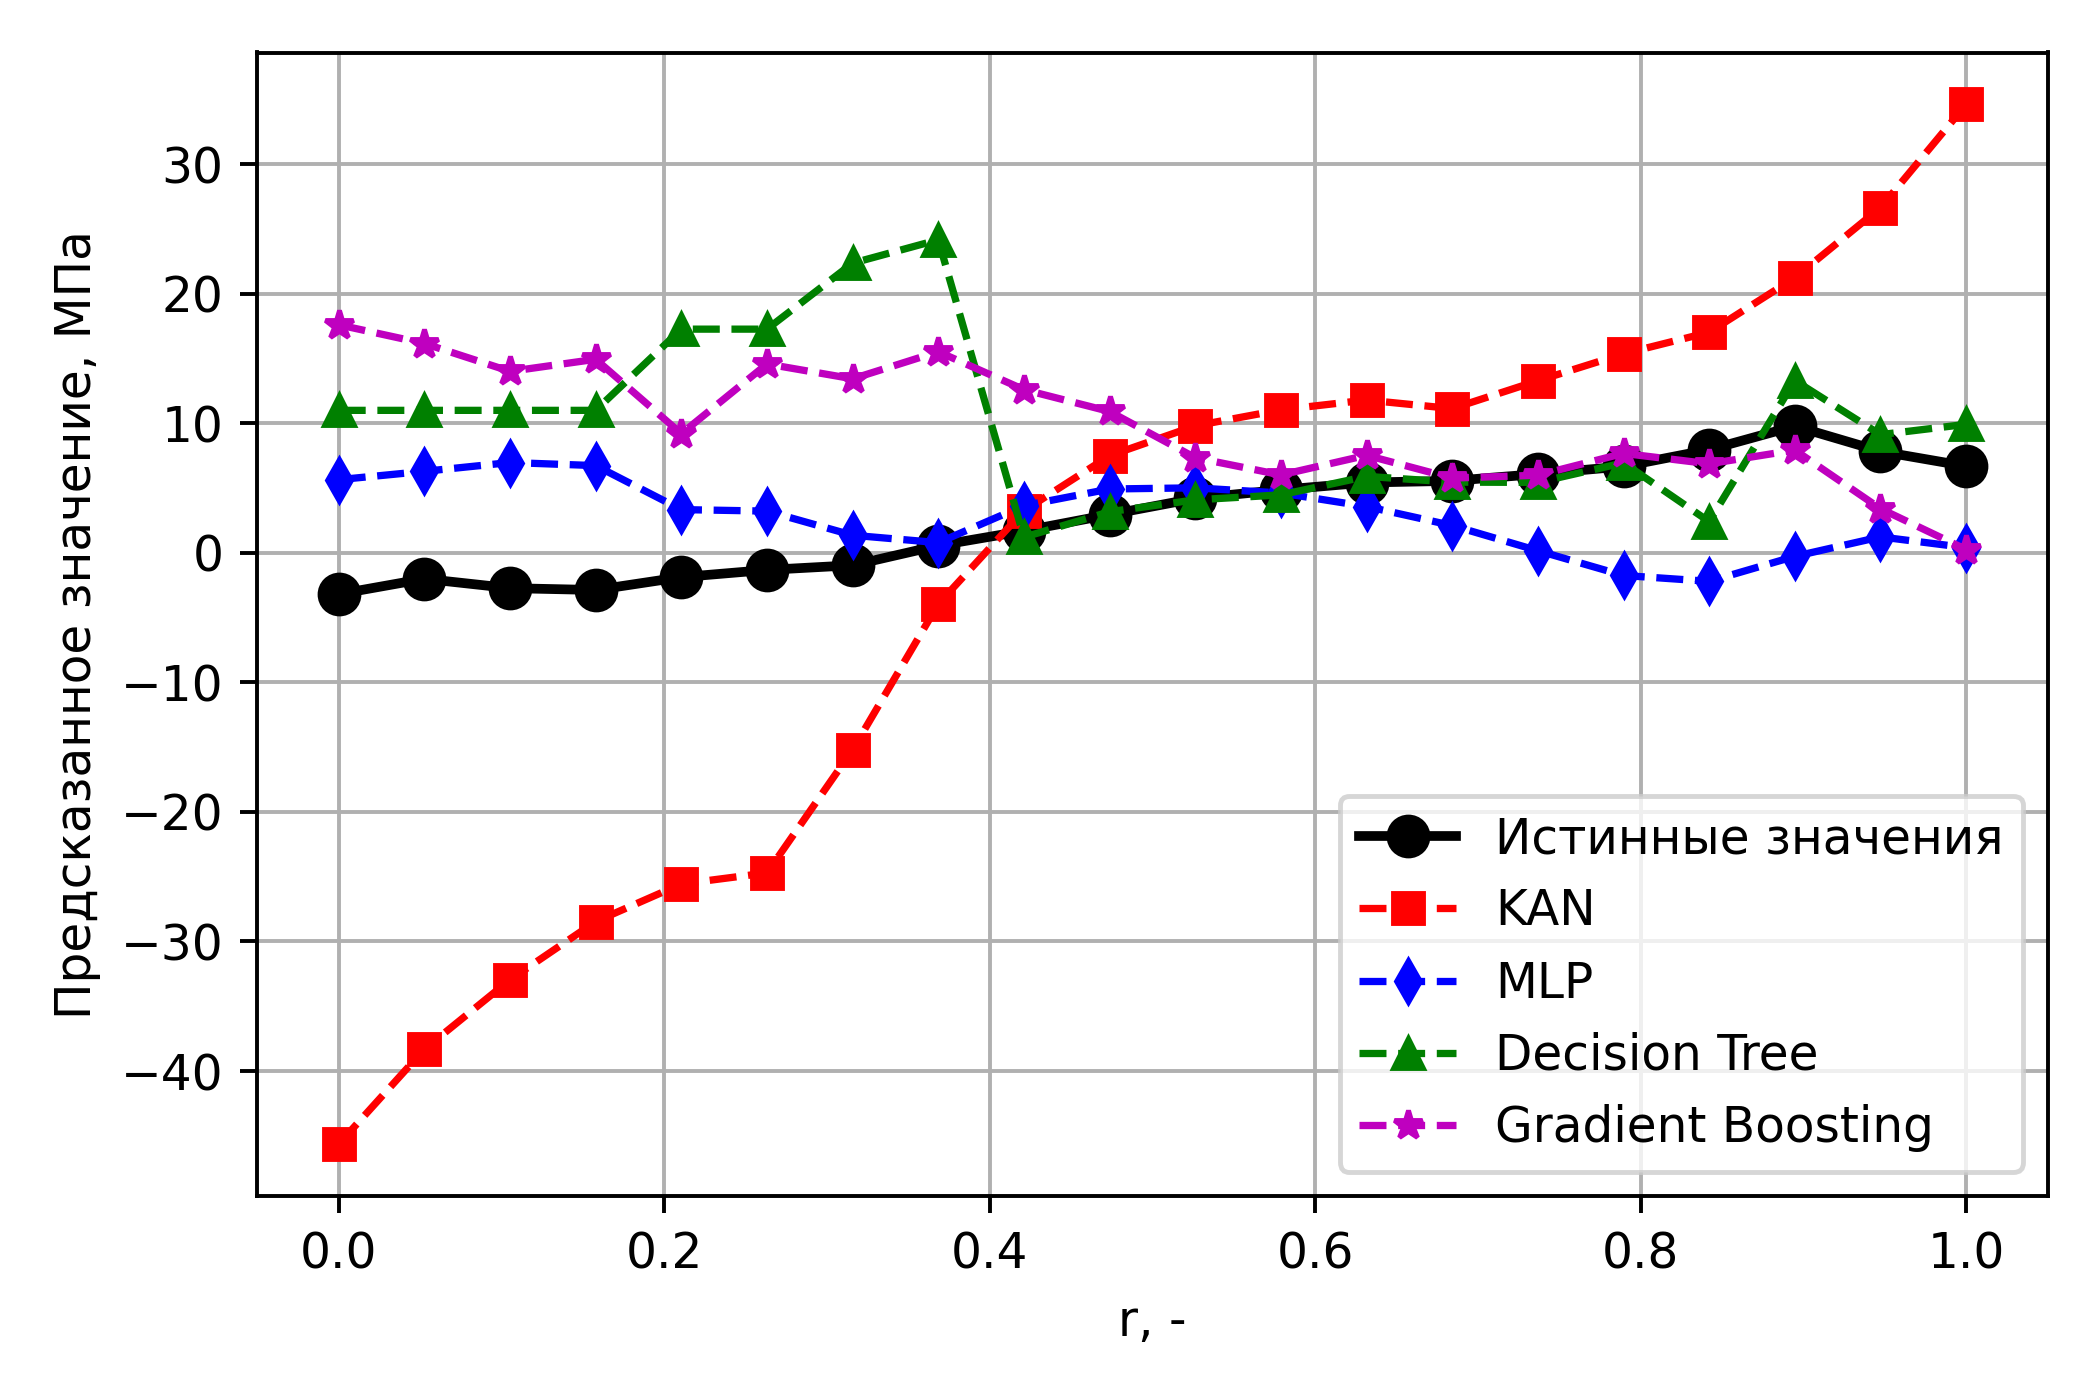 Предсказанное значение, МПа
30
20
10
0
−10
−20
−30
−40
Истинные значения
KAN
MLP
Decision Tree
Gradient Boosting
0.0 0.2 0.4 0.6 0.8 1.0
r, -